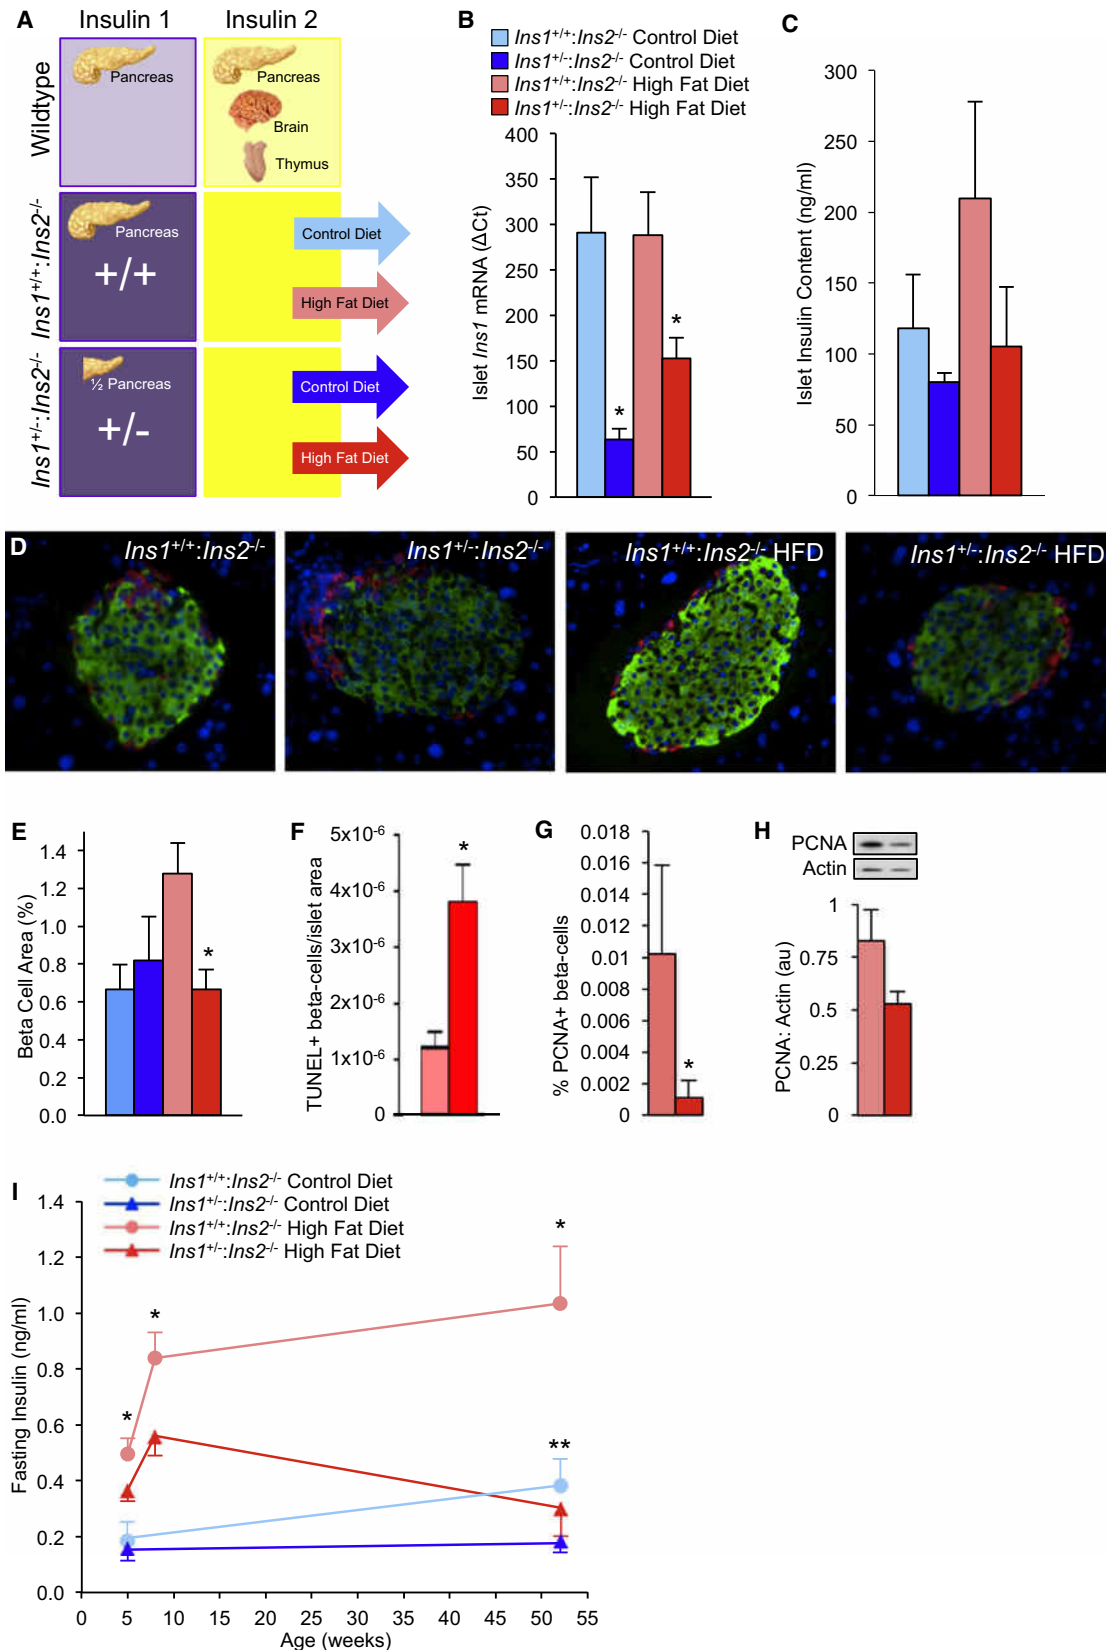 A
Insulin 1
Insulin 2
Wildtype
Pancreas
Pancreas
Brain
Thymus
Ins1+/+:Ins2-/-
Pancreas
+/+
Control Diet
High Fat Diet
Ins1+/-:Ins2-/-
½ Pancreas
+/-
Control Diet
High Fat Diet
B
Ins1+/+:Ins2-/- Control Diet
Ins1+/-:Ins2-/- Control Diet
Ins1+/+:Ins2-/- High Fat Diet
Ins1+/-:Ins2-/- High Fat Diet
Islet Ins1 mRNA (ΔCt)
400
350
300
250
200
150
100
50
0
*
*
C
Islet Insulin Content (ng/ml)
300
250
200
150
100
50
0
D
Ins1+/+:Ins2-/-
Ins1+/-:Ins2-/-
Ins1+/+:Ins2-/- HFD
Ins1+/-:Ins2-/- HFD
E
Beta Cell Area (%)
1.4
1.2
1.0
0.8
0.6
0.4
0.2
0.0
*
F
TUNEL+ beta-cells/islet area
5x10-6
4x10-6
3x10-6
2x10-6
1x10-6
0
*
G
% PCNA+ beta-cells
0.018
0.016
0.014
0.012
0.01
0.008
0.006
0.004
0.002
0
*
H
PCNA
Actin
PCNA: Actin (au)
1
0.75
0.5
0.25
0
I
Ins1+/+:Ins2-/- Control Diet
Ins1+/-:Ins2-/- Control Diet
Ins1+/+:Ins2-/- High Fat Diet
Ins1+/-:Ins2-/- High Fat Diet
Fasting Insulin (ng/ml)
1.4
1.2
1.0
0.8
0.6
0.4
0.2
0.0
*
*
*
**
0 5 10 15 20 25 30 35 40 45 50 55
Age (weeks)